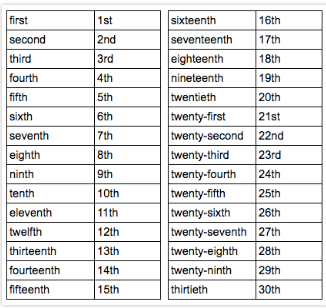 first 1st
second 2nd
third 3rd
fourth 4th
fifth 5th
sixth 6th
seventh 7th
eighth 8th
ninth 9th
tenth 10th
eleventh 11th
twelfth 12th
thirteenth 13th
fourteenth 14th
fifteenth 15th
sixteenth 16th
seventeenth 17th
eighteenth 18th
nineteenth 19th
twentieth 20th
twenty-first 21st
twenty-second 22nd
twenty-third 23rd
twenty-fourth 24th
twenty-fifth 25th
twenty-sixth 26th
twenty-seventh 27th
twenty-eighth 28th
twenty-ninth 29th
thirtieth 30th